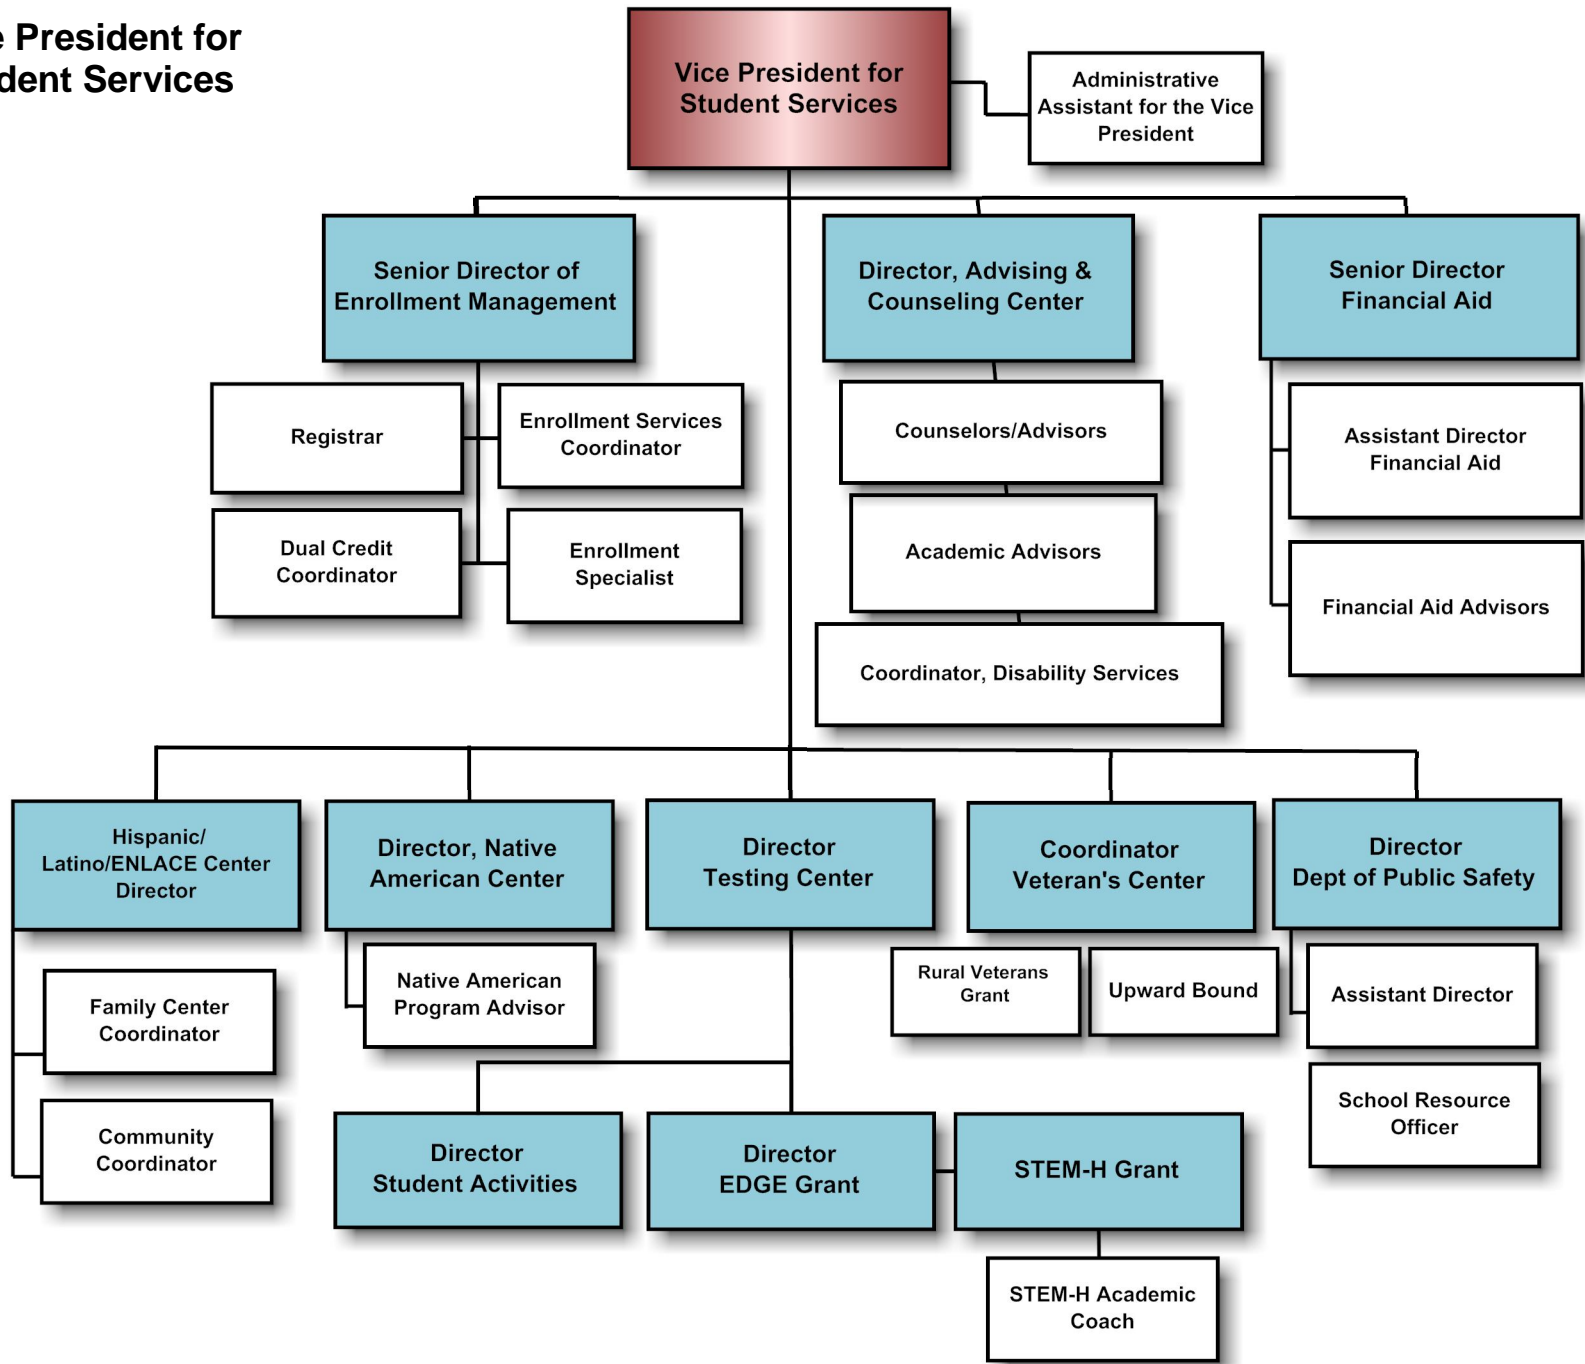 President for
dent Services
Vice President for
Student Services
Administrative
Assistant for the Vice
President
Senior Director of
Enrollment Management
Director, Advising &
Counseling Center
Senior Director
Financial Aid
Registrar
Enrollment Services
Coordinator
Counselors/Advisors
Assistant Director
Financial Aid
Dual Credit
Coordinator
Enrollment
Specialist
Academic Advisors
Financial Aid Advisors
Coordinator, Disability Services
Hispanic/
Latino/ENLACE Center
Director
Director, Native
American Center
Director
Testing Center
Coordinator
Veteran's Center
Director
Dept of Public Safety
Family Center
Coordinator
Native American
Program Advisor
Rural Veterans
Grant
Upward Bound
Assistant Director
Community
Coordinator
School Resource
Officer
Director
Student Activities
Director
EDGE Grant
STEM-H Grant
STEM-H Academic
Coach